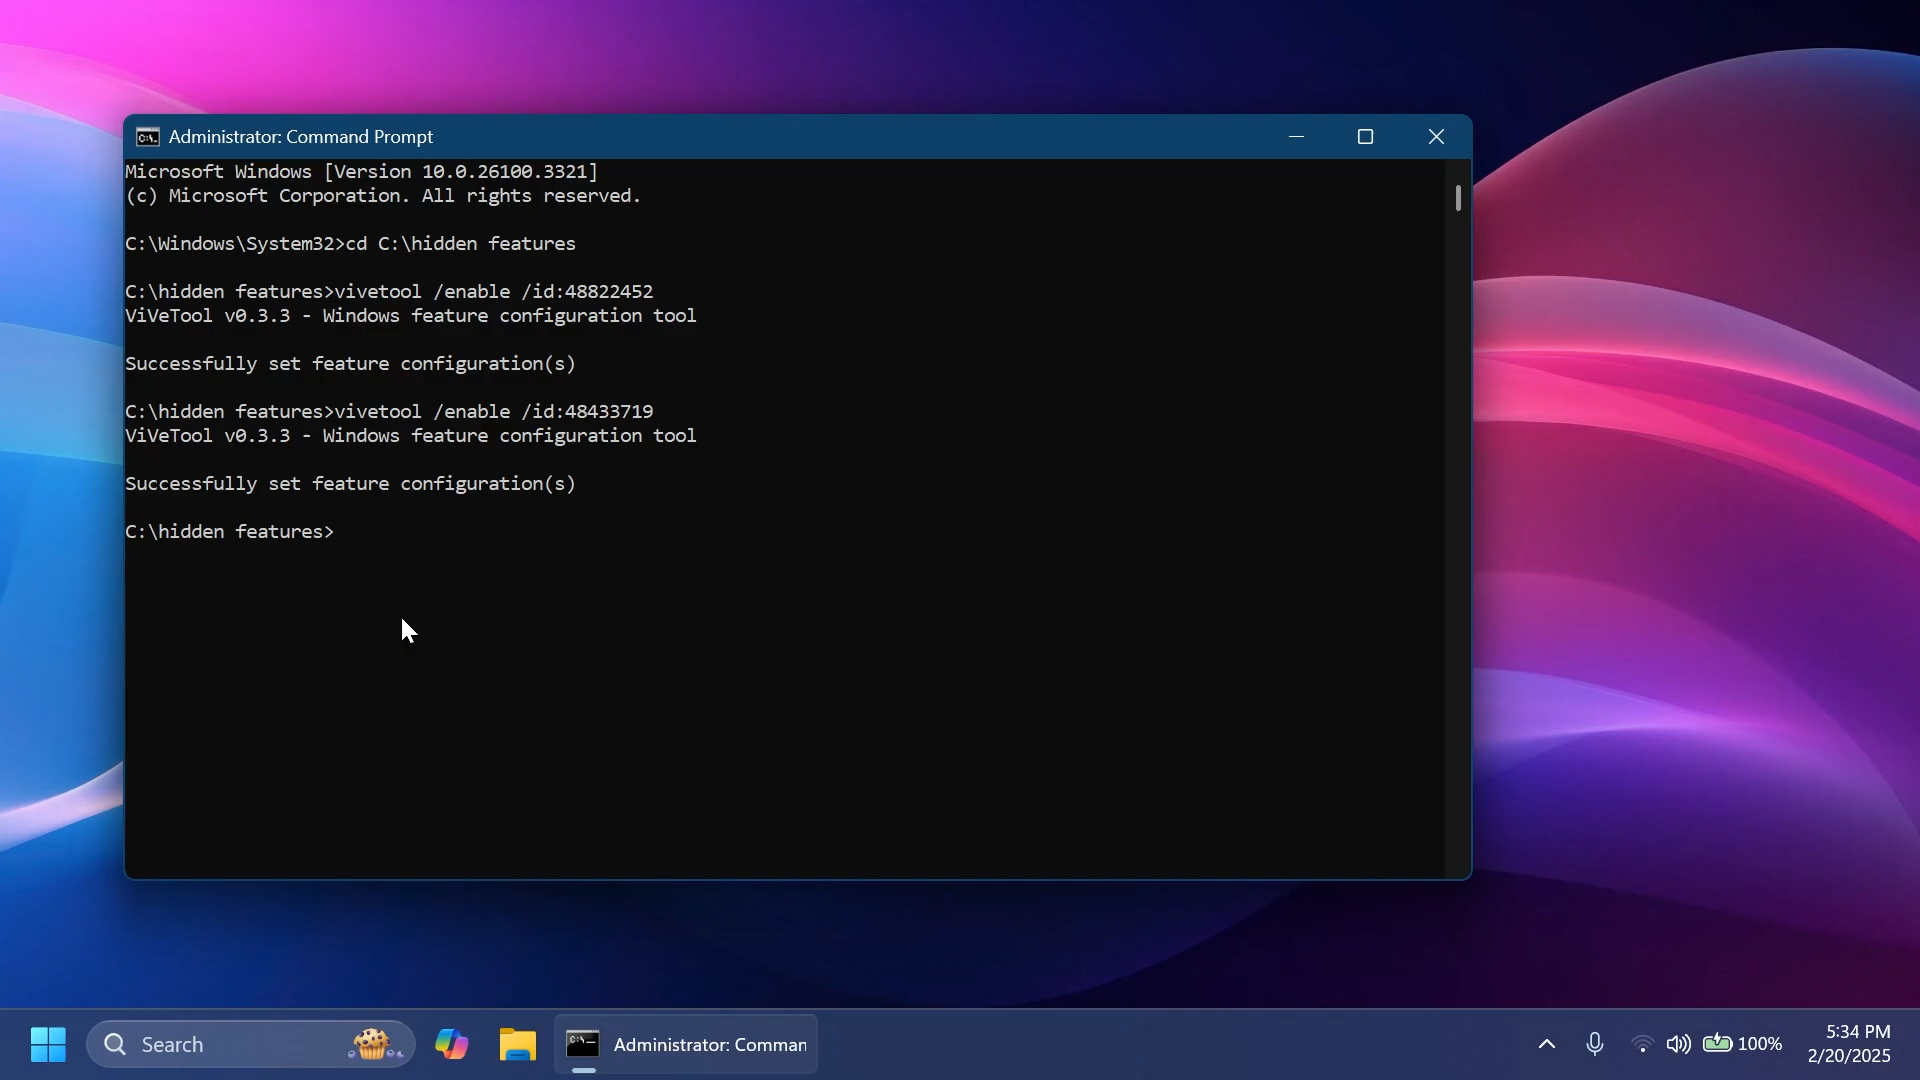 Administrator: Command Prompt
Microsoft Windows [Version 10.0.26100.3321]
(c) Microsoft Corporation. All rights reserved.
C:\Windows\System32>cd C:\hidden features
C:\hidden features>vivetool /enable /id:48822452
ViVeTool v0.3.3 - Windows feature configuration tool
Successfully set feature configuration(s)
C:\hidden features>vivetool /enable /id:48433719
ViVeTool v0.3.3 - Windows feature configuration tool
Successfully set feature configuration(s)
C:\hidden features>
Search
Administrator: Comman
100%
5:34 PM
2/20/2025